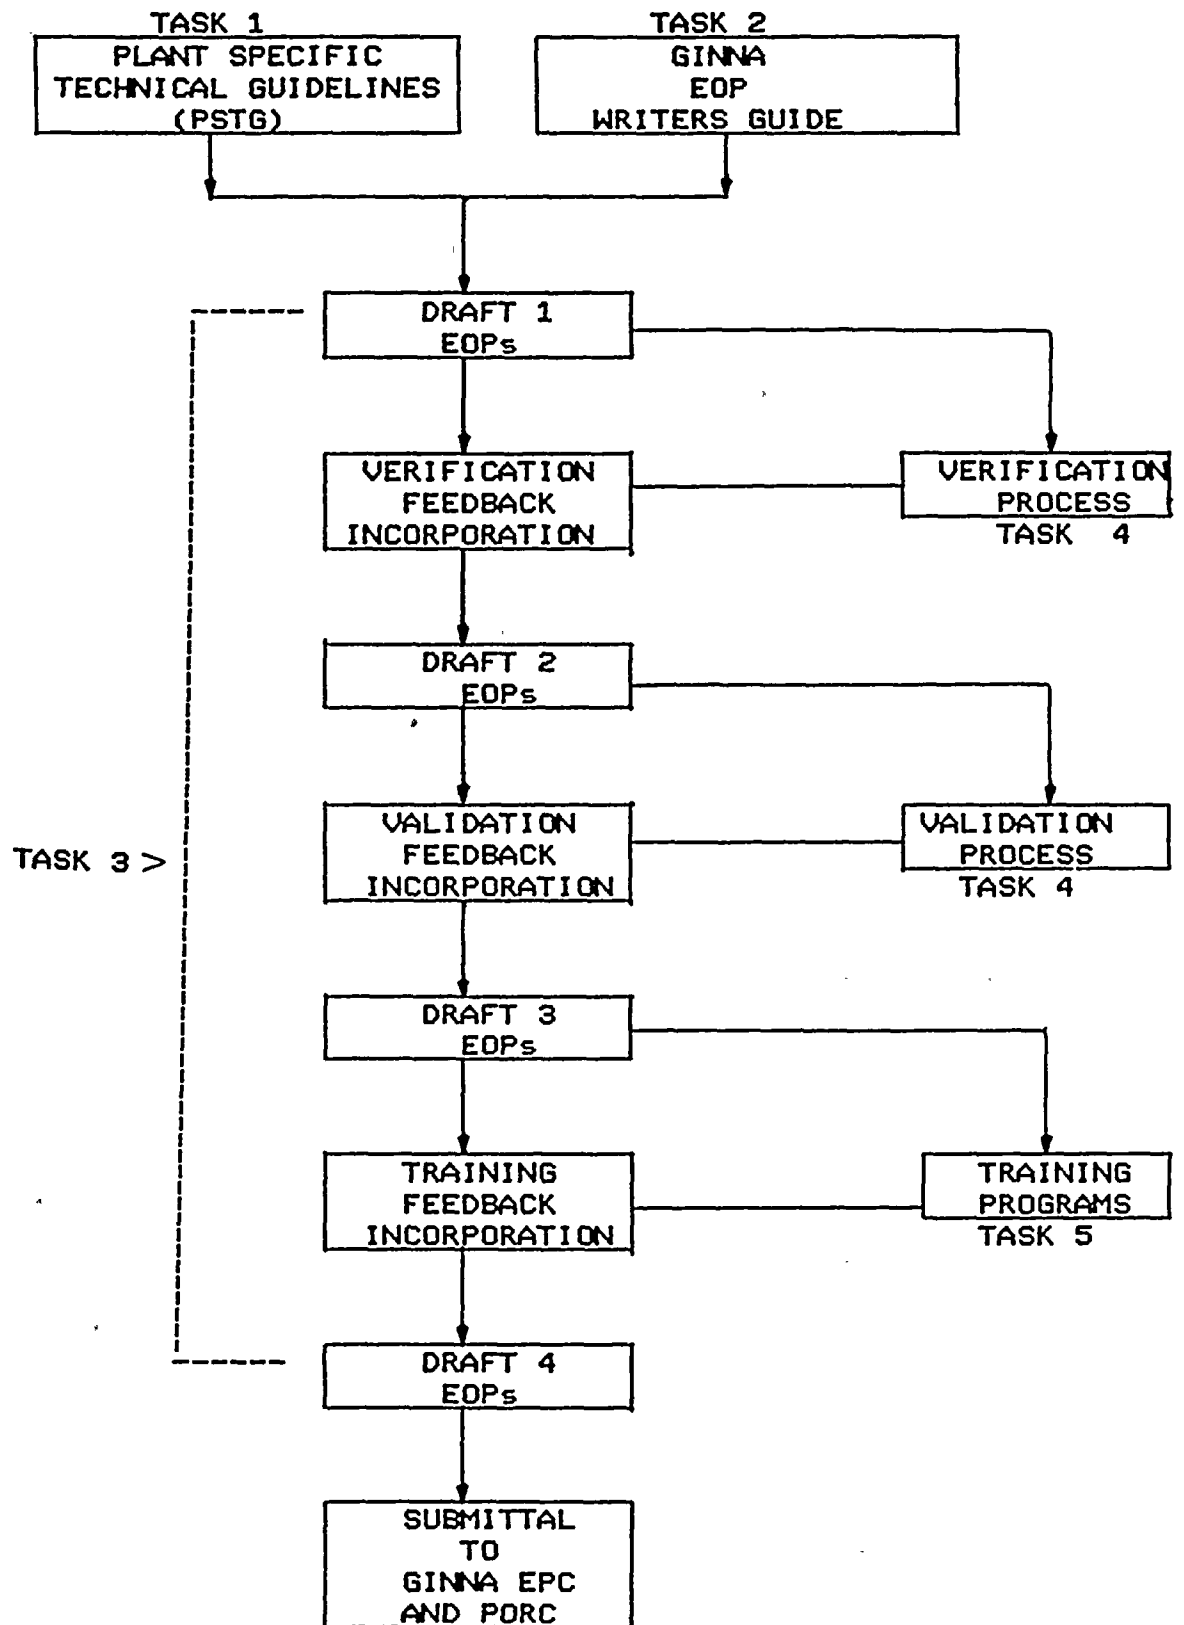 TASK 1
PLANT SPECIFIC
TECHNICAL GUIDELINES
(PSTG)
TASK 2
GINNA
EOP
WRITERS GUIDE
DRAFT 1
EOPs
VERIFICATION
FEEDBACK
INCORPORATION
VERIFICATION
PROCESS
TASK 4
DRAFT 2
EOPs
TASK 3 >
VALIDATION
FEEDBACK
INCORPORATION
VALIDATION
PROCESS
TASK 4
DRAFT 3
EOPs
TRAINING
FEEDBACK
INCORPORATION
TRAINING
PROGRAMS
TASK 5
DRAFT 4
EOPs
SUBMITTAL
TO
GINNA EPC
AND PORC